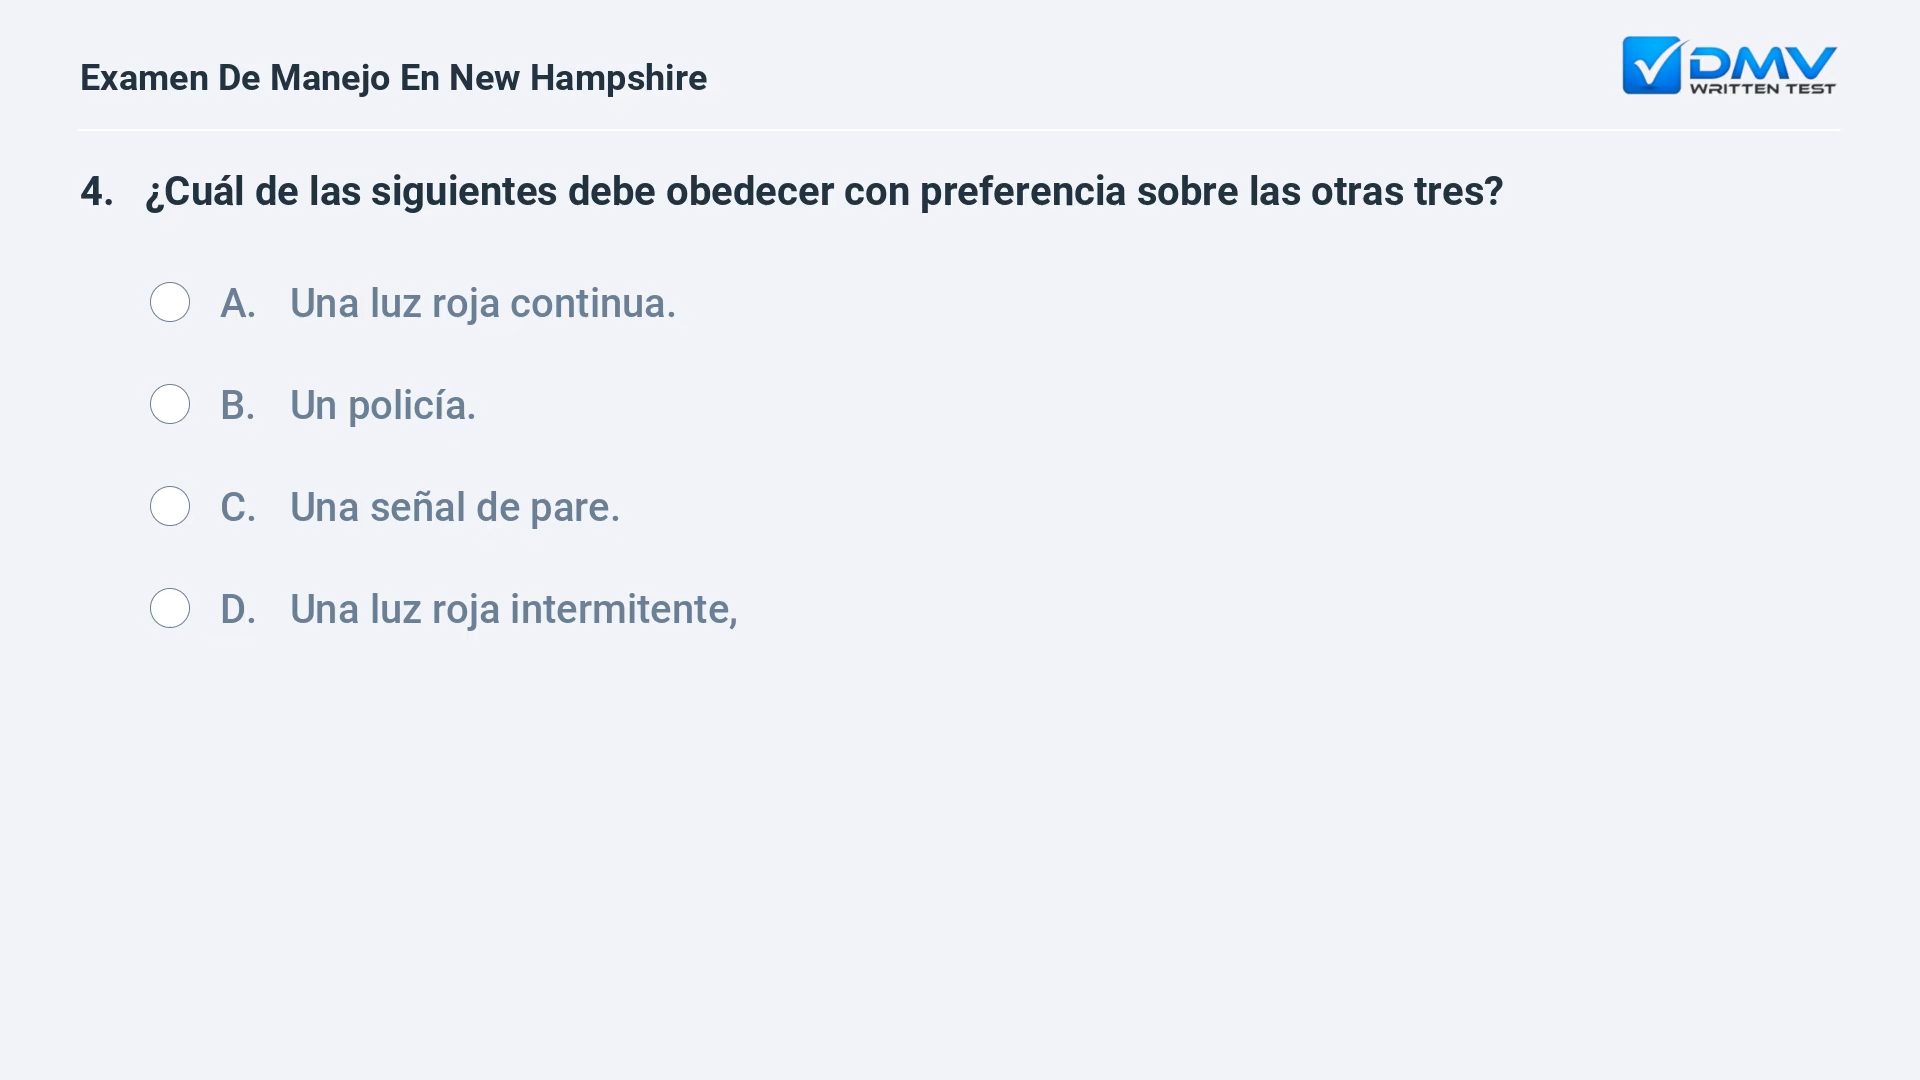 Examen De Manejo En New Hampshire
DMV
WRITTEN TEST
4. ¿Cuál de las siguientes debe obedecer con preferencia sobre las otras tres?
A. Una luz roja continua.
B. Un policía.
C. Una señal de pare.
D. Una luz roja intermitente,